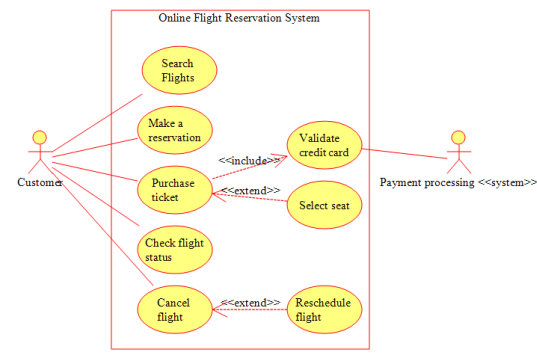 Online Flight Reservation System
Search
Flights
Make a
reservation
Validate
credit card
<<include>>
Customer
Payment processing <<system>>
Purchase
ticket
<<extend>>
Select seat
Check flight
status
Cancel
flight
<<extend>>
Reschedule
flight